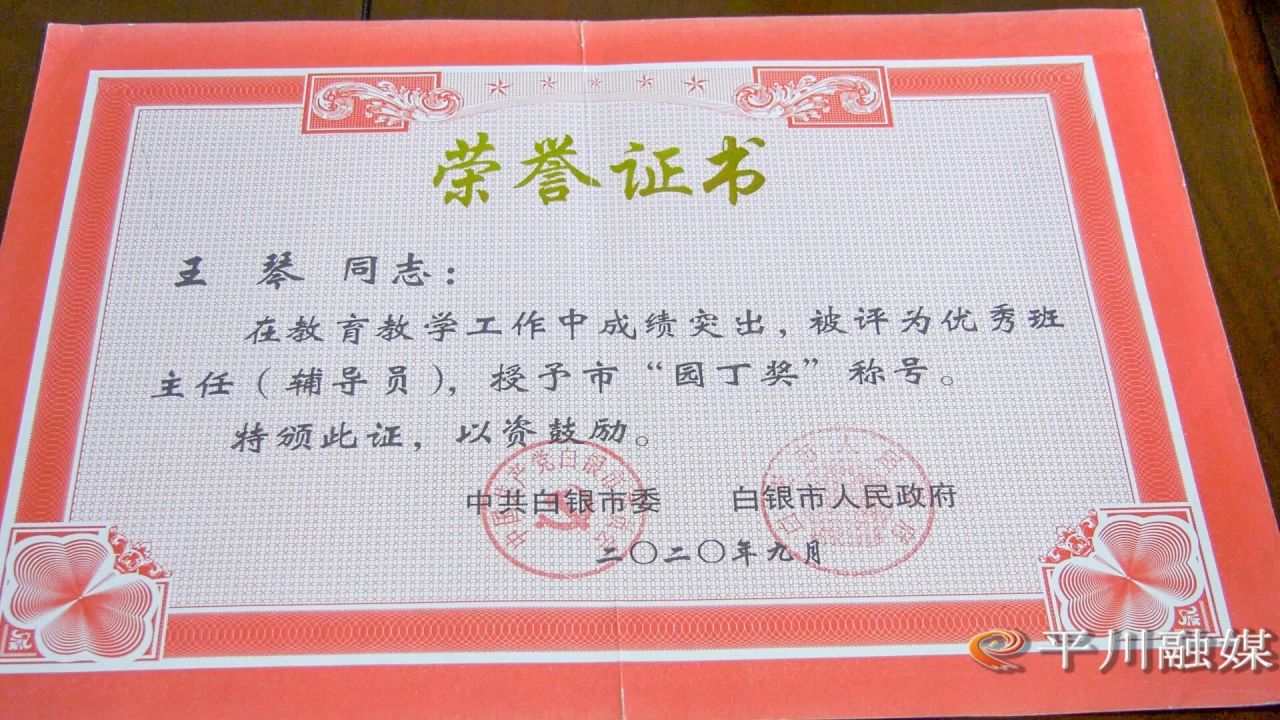 荣誉证书
王 琴 同志：
在教育教学工作中成绩突出，被评为优秀班
主任（辅导员），授予市“园丁奖”称号。
特颁此证，以资鼓励。
中共白银市委 白银市人民政府
二〇二〇年九月
平川融媒